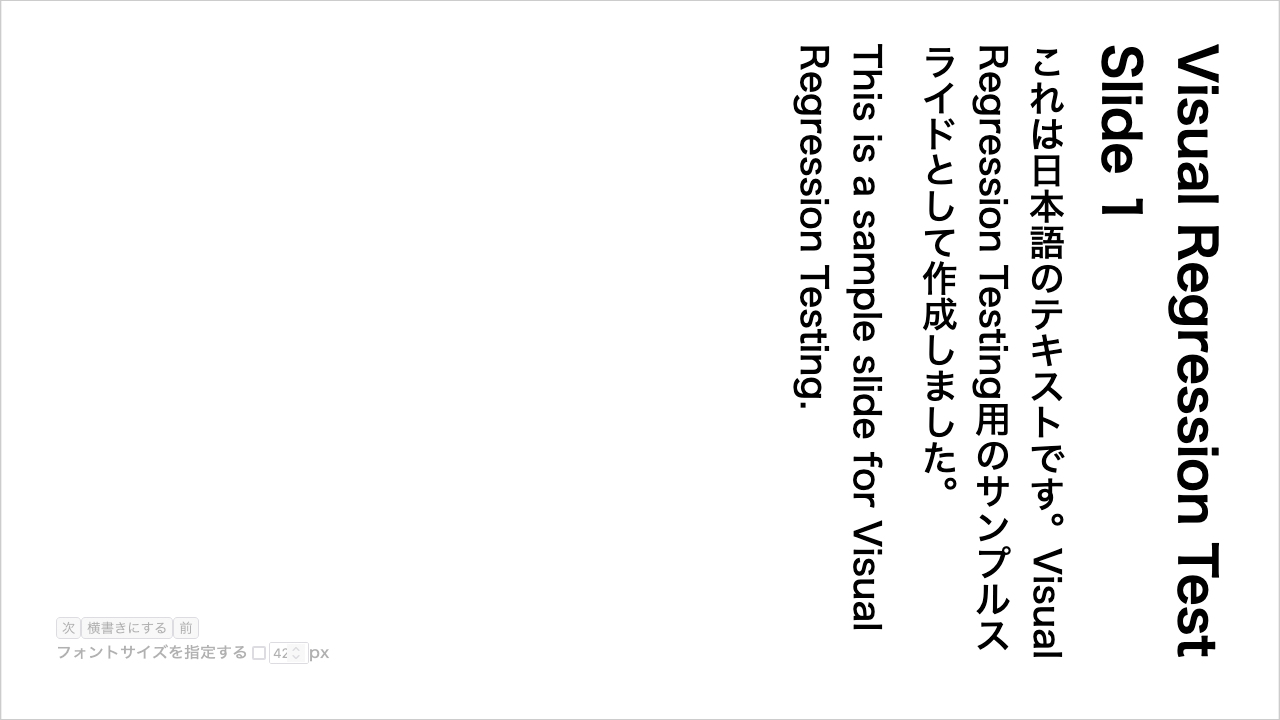 Visual Regression Test
Slide 1
これは日本語のテキストです。Visual
Regression Testing用のサンプルス
ライドとして作成しました。
This is a sample slide for Visual
Regression Testing.
次 横書きにする 前
フォントサイズを指定する 42 px